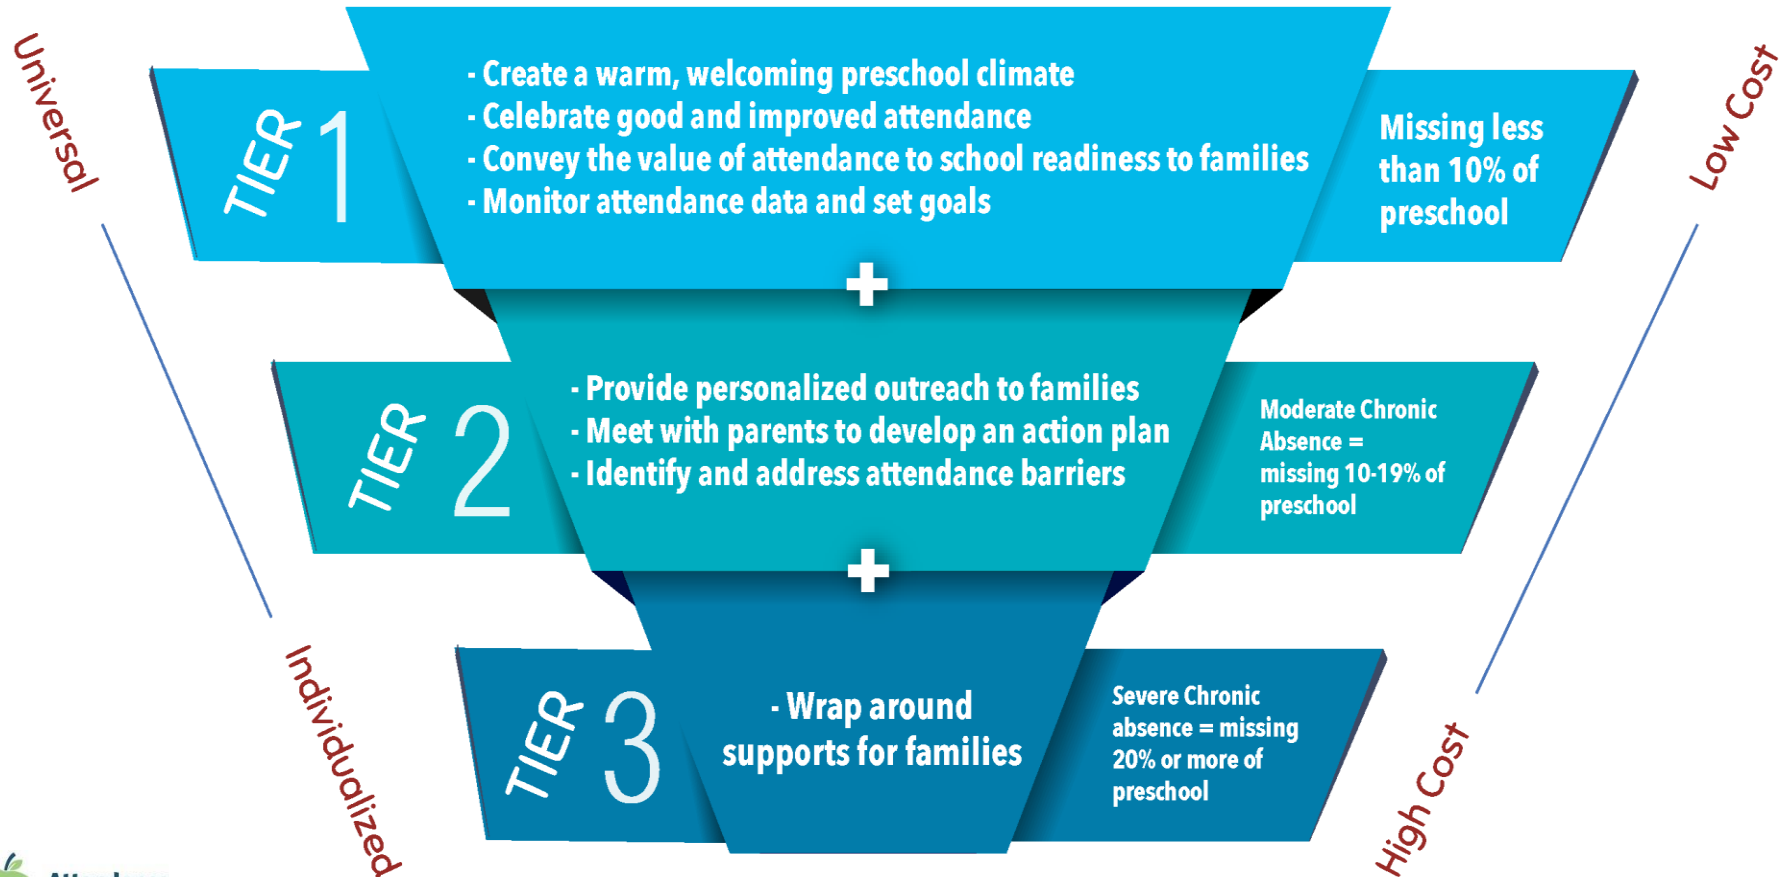 Universal
TIER 1
- Create a warm, welcoming preschool climate
- Celebrate good and improved attendance
- Convey the value of attendance to school readiness to families
- Monitor attendance data and set goals
Missing less
than 10% of
preschool
Low Cost
+
TIER 2
- Provide personalized outreach to families
- Meet with parents to develop an action plan
- Identify and address attendance barriers
Moderate Chronic
Absence =
missing 10-19% of
preschool
+
Individualized
TIER 3
- Wrap around
supports for families
Severe Chronic
absence = missing
20% or more of
preschool
High Cost